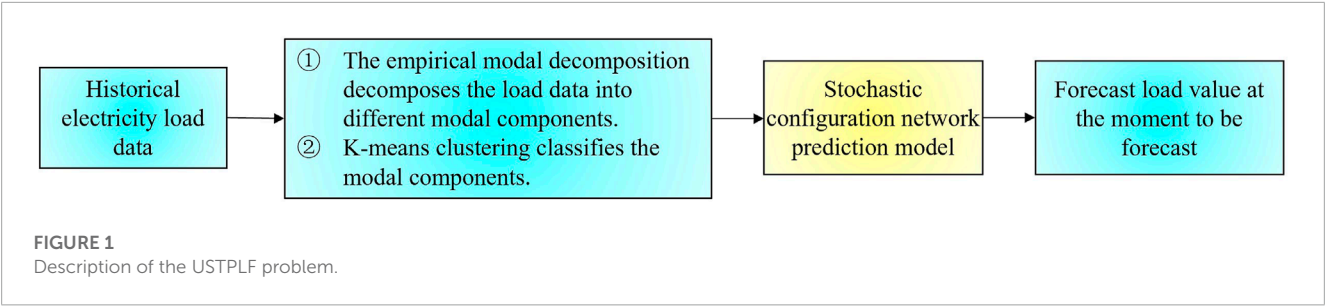 Historical
electricity load
data
① The empirical modal decomposition
decomposes the load data into
different modal components.
② K-means clustering classifies the
modal components.
Stochastic
configuration network
prediction model
Forecast load value at
the moment to be
forecast
FIGURE 1
Description of the USTPLF problem.